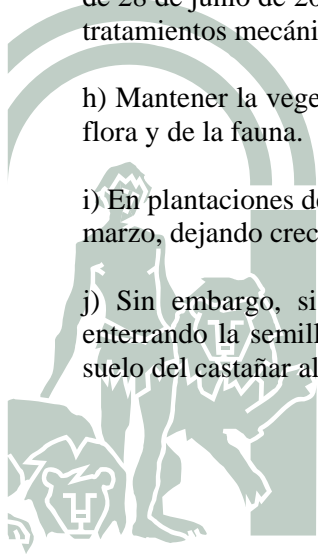 de 28 de junio de 20
tratamientos mecáni
h) Mantener la vege
flora y de la fauna.
i) En plantaciones d
marzo, dejando crec
j) Sin embargo, si
enterrando la semill
suelo del castañar al